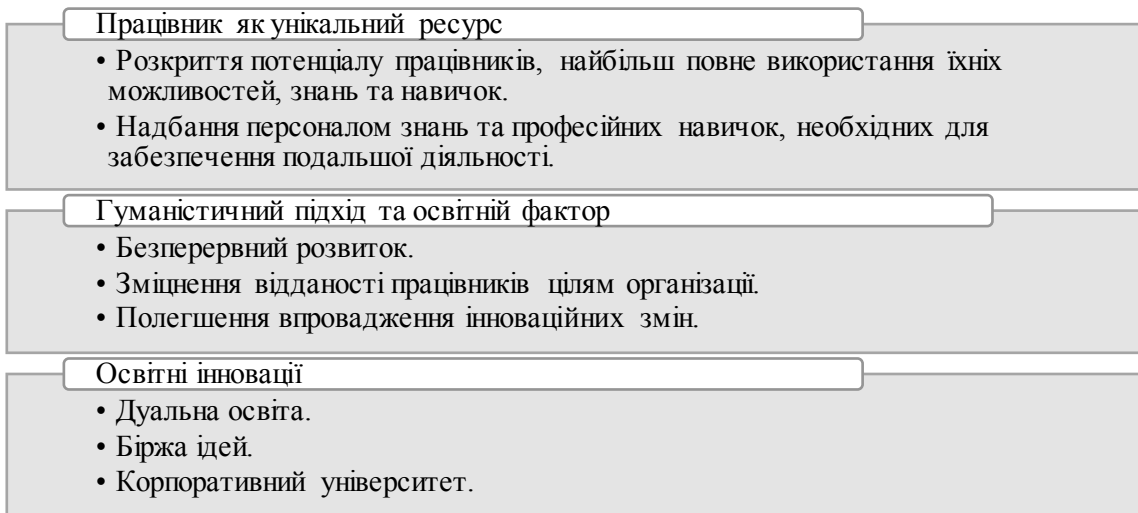 Працівник як унікальний ресурс
• Розкриття потенціалу працівників, найбільш повне використання їхніх
можливостей, знань та навичок.
• Надбання персоналом знань та професійних навичок, необхідних для
забезпечення подальшої діяльності.
Гуманістичний підхід та освітній фактор
• Безперервний розвиток.
• Зміцнення відданості працівників цілям організації.
• Полегшення впровадження інноваційних змін.
Освітні інновації
• Дуальна освіта.
• Біржа ідей.
• Корпоративний університет.